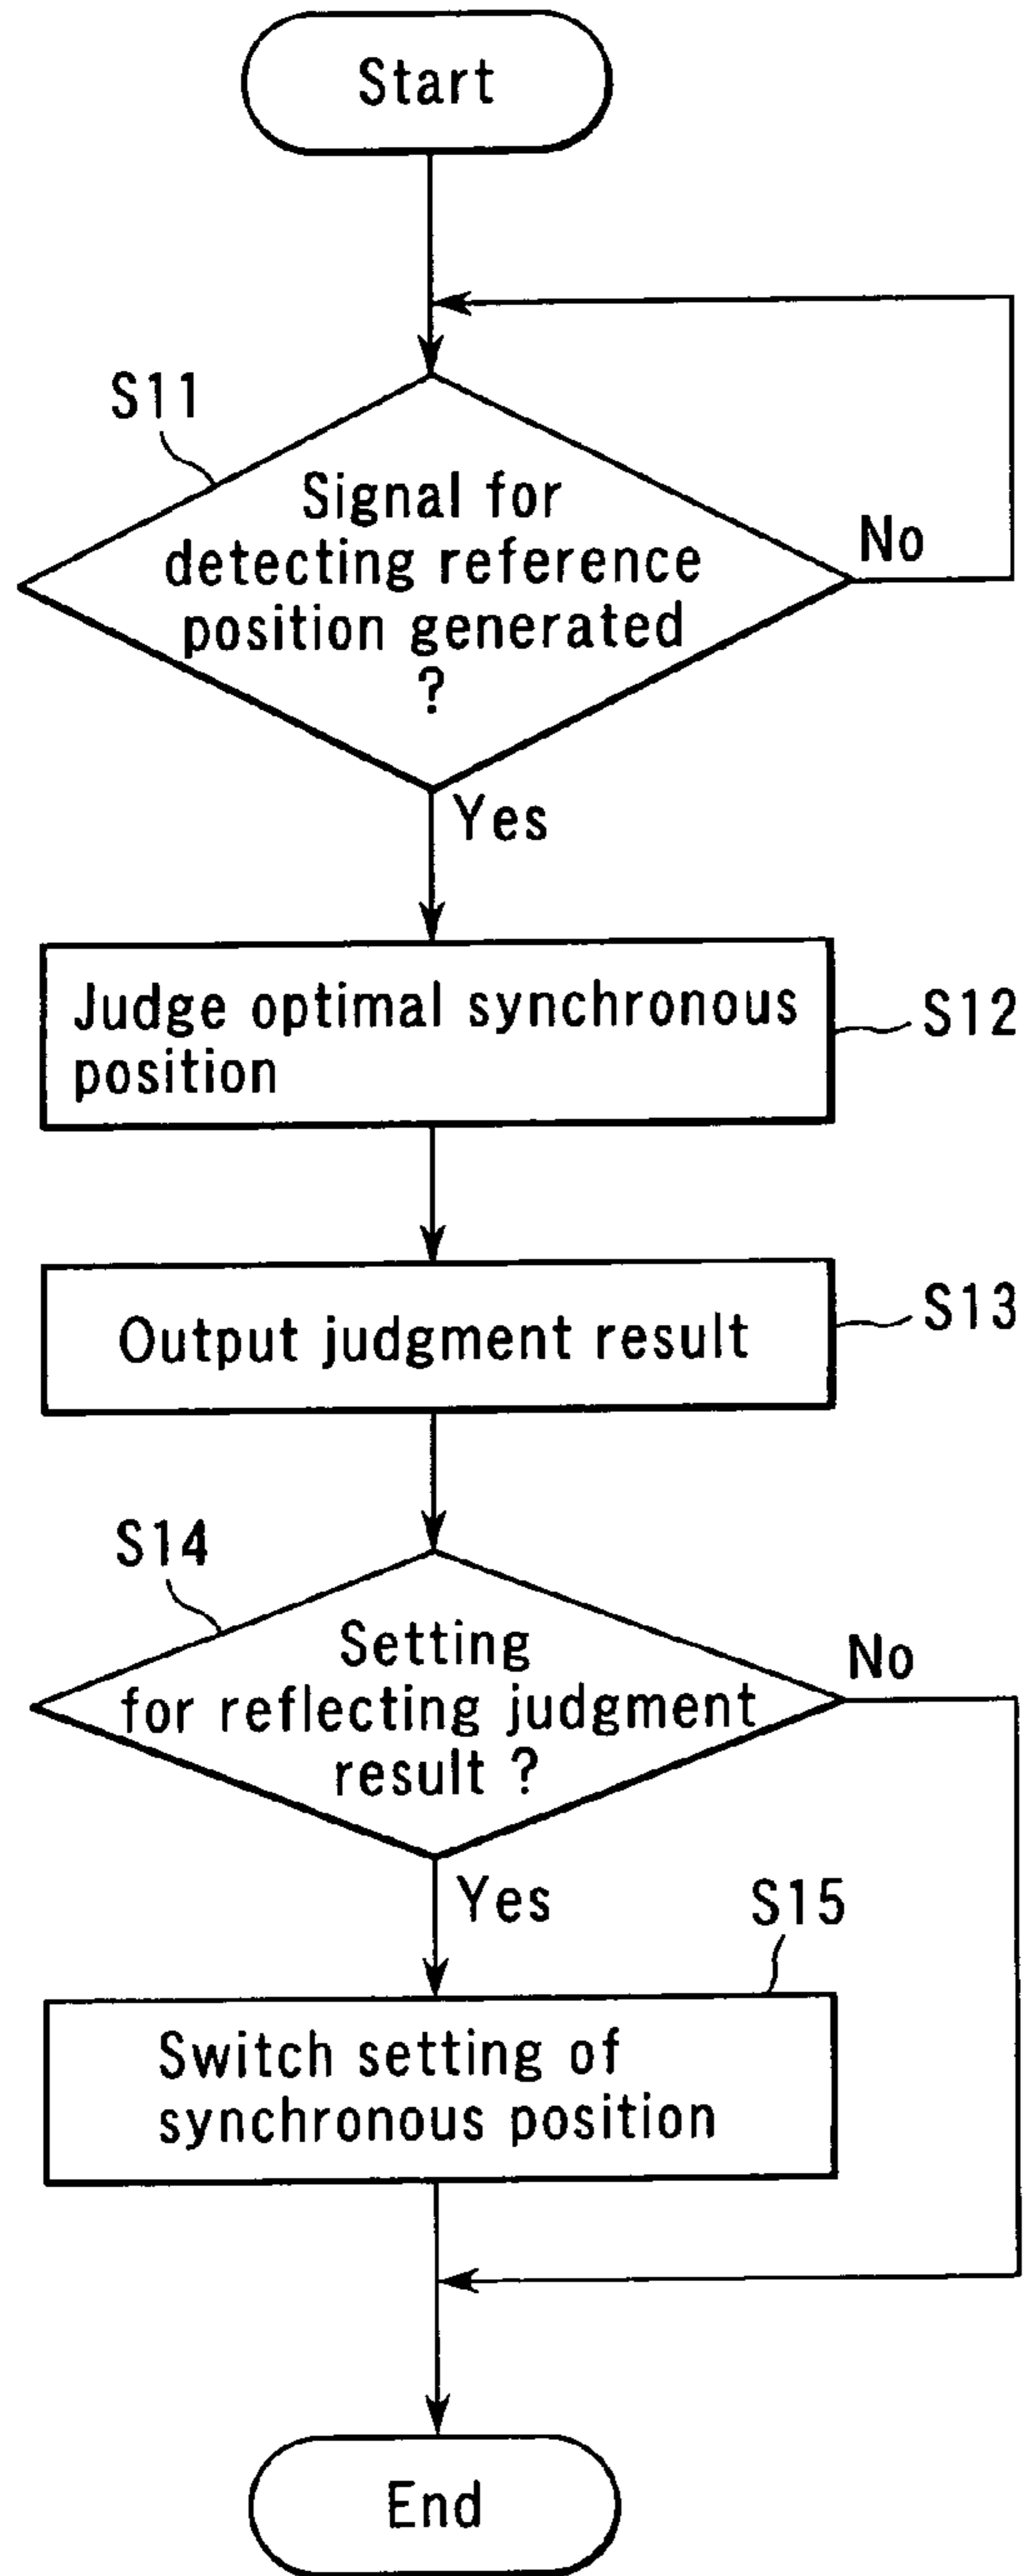 Start
S11
Signal for
detecting reference
position generated
?
No
Yes
Judge optimal synchronous
position
S12
Output judgment result
S13
S14
Setting
for reflecting judgment
result ?
No
Yes
S15
Switch setting of
synchronous position
End